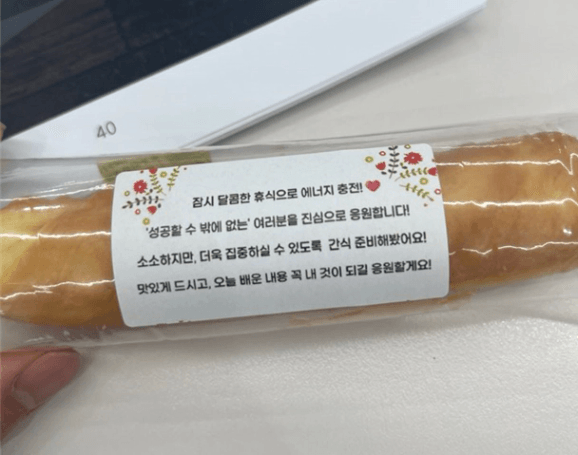 40
잠시 달콤한 휴식으로 에너지 충전!❤️
'성공할 수 밖에 없는' 여러분을 진심으로 응원합니다!
소소하지만, 더욱 집중하실 수 있도록 간식 준비해봤어요!
맛있게 드시고, 오늘 배운 내용 꼭 내 것이 되길 응원할게요!